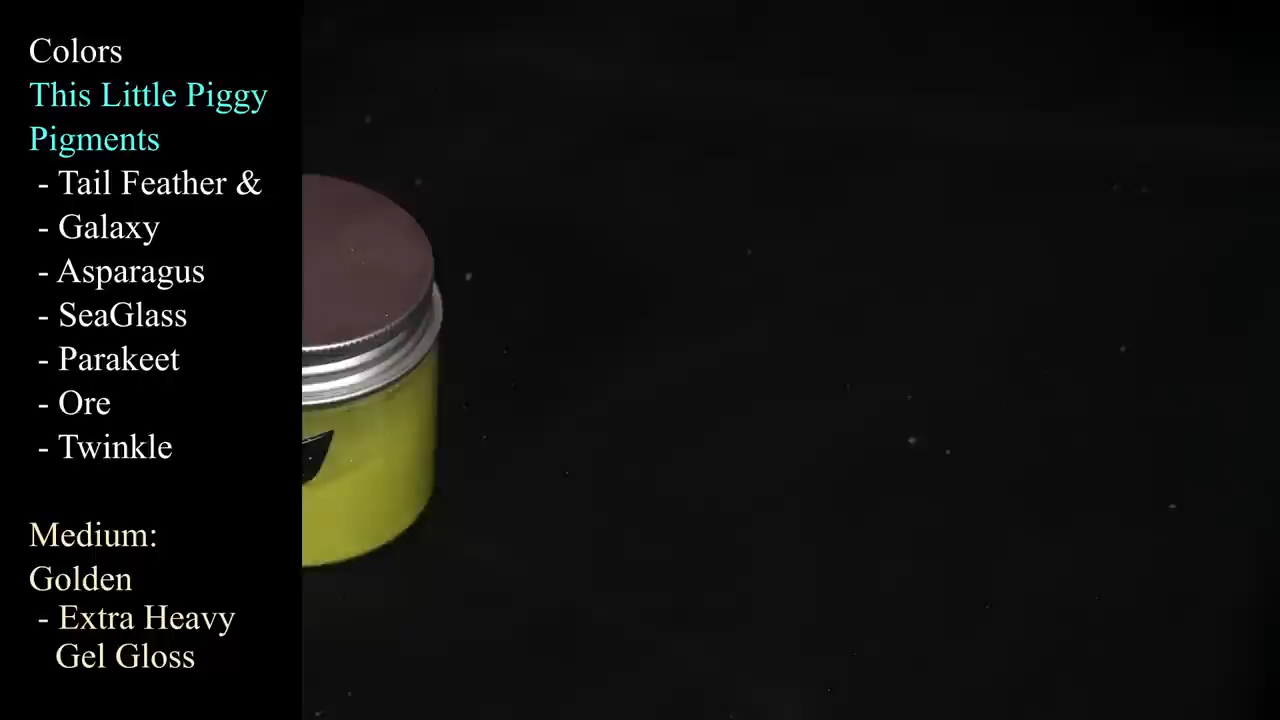 Colors
This Little Piggy
Pigments
- Tail Feather &
- Galaxy
- Asparagus
- SeaGlass
- Parakeet
- Ore
- Twinkle
Medium:
Golden
- Extra Heavy
Gel Gloss